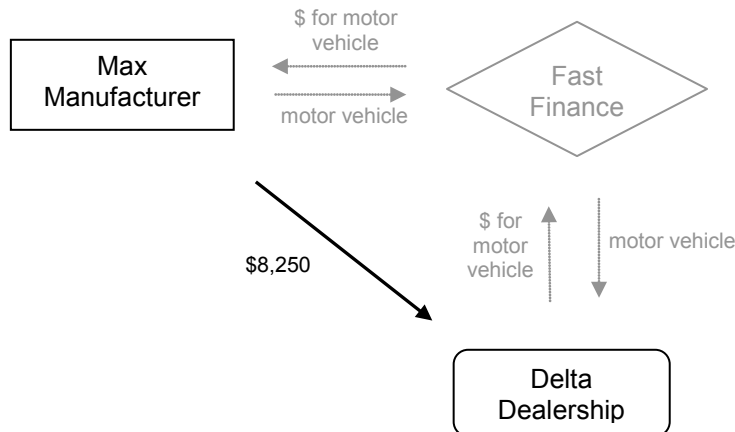 $ for motor
vehicle
Max
Manufacturer
motor vehicle
Fast
Finance
$8,250
$ for
motor
vehicle
motor vehicle
Delta
Dealership